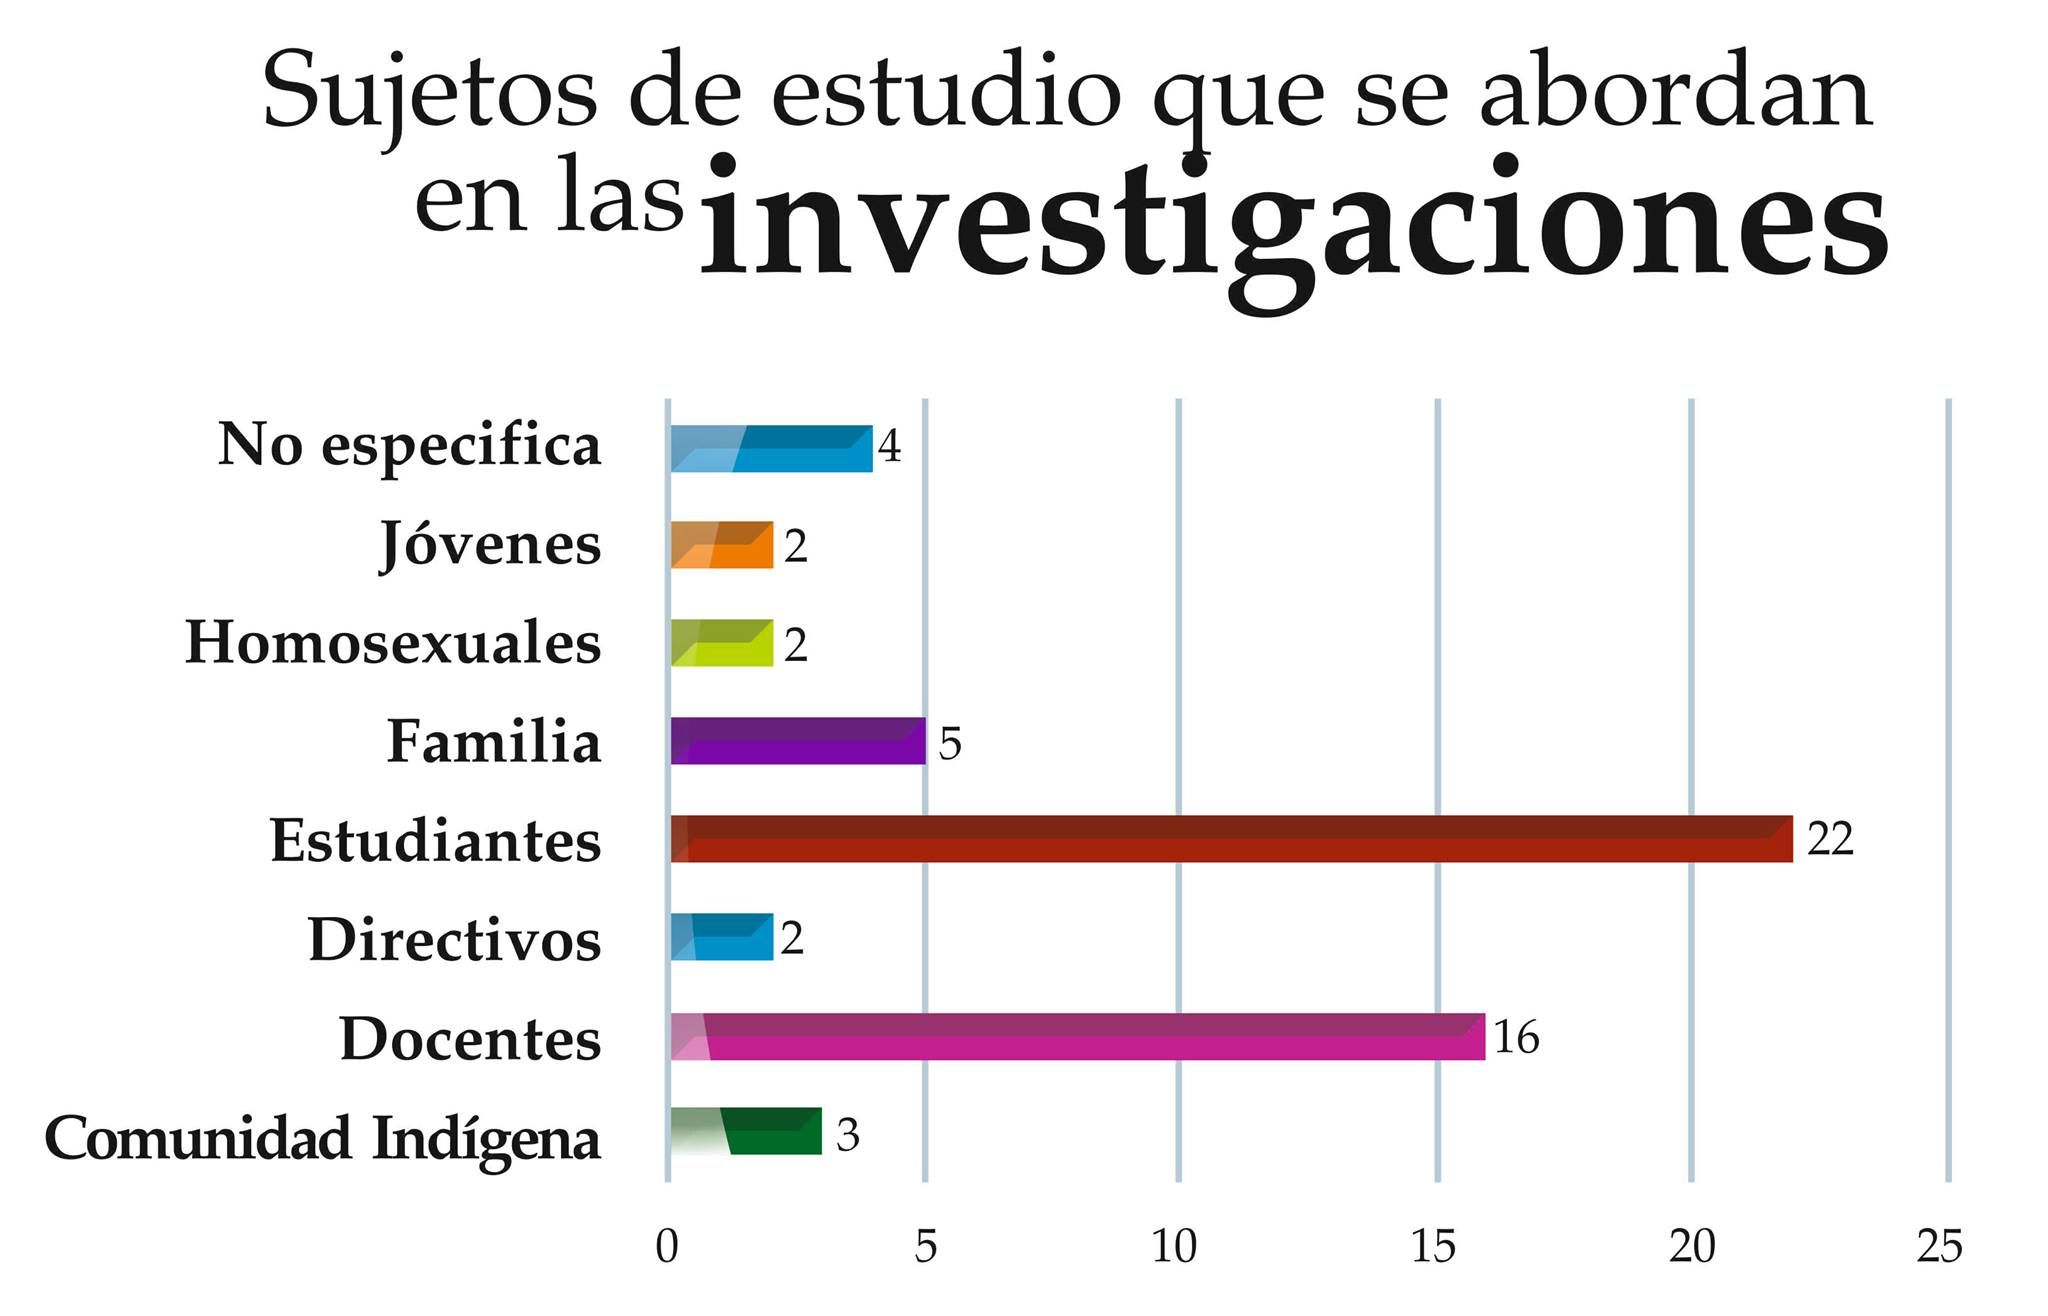 Sujetos de estudio que se abordan
en las investigaciones
No especifica 4
Jóvenes 2
Homosexuales 2
Familia 5
Estudiantes 22
Directivos 2
Docentes 16
Comunidad Indígena 3
0 5 10 15 20 25